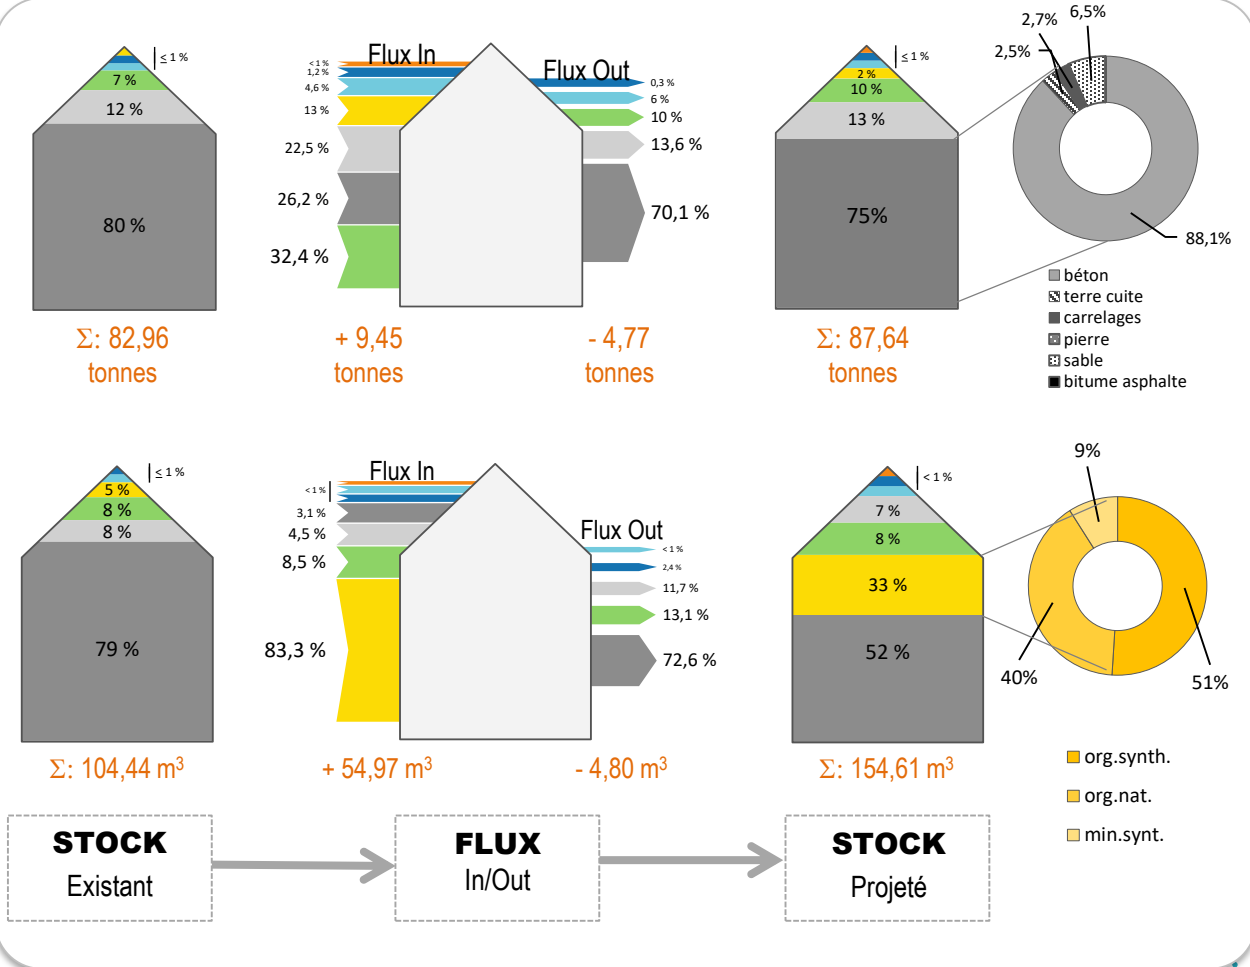 ≤ 1 %
7 %
12 %
80 %
Σ: 82,96
tonnes
Flux In
< 1 %
1,2 %
4,6 %
13 %
22,5 %
26,2 %
32,4 %
+ 9,45
tonnes
Flux Out
0,3 %
6 %
10 %
13,6 %
70,1 %
- 4,77
tonnes
≤ 1 %
2 %
10 %
13 %
75%
Σ: 87,64
tonnes
2,7%
6,5%
2,5%
88,1%
béton
terre cuite
carrelages
pierre
sable
bitume asphalte
≤ 1 %
5 %
8 %
8 %
79 %
Σ: 104,44 m³
Flux In
< 1 %
3,1 %
4,5 %
8,5 %
83,3 %
+ 54,97 m³
Flux Out
< 1 %
2,4 %
11,7 %
13,1 %
72,6 %
- 4,80 m³
< 1 %
7 %
8 %
33 %
52 %
Σ: 154,61 m³
9%
40%
51%
org.synth.
org.nat.
min.synt.
STOCK
Existant
FLUX
In/Out
STOCK
Projeté